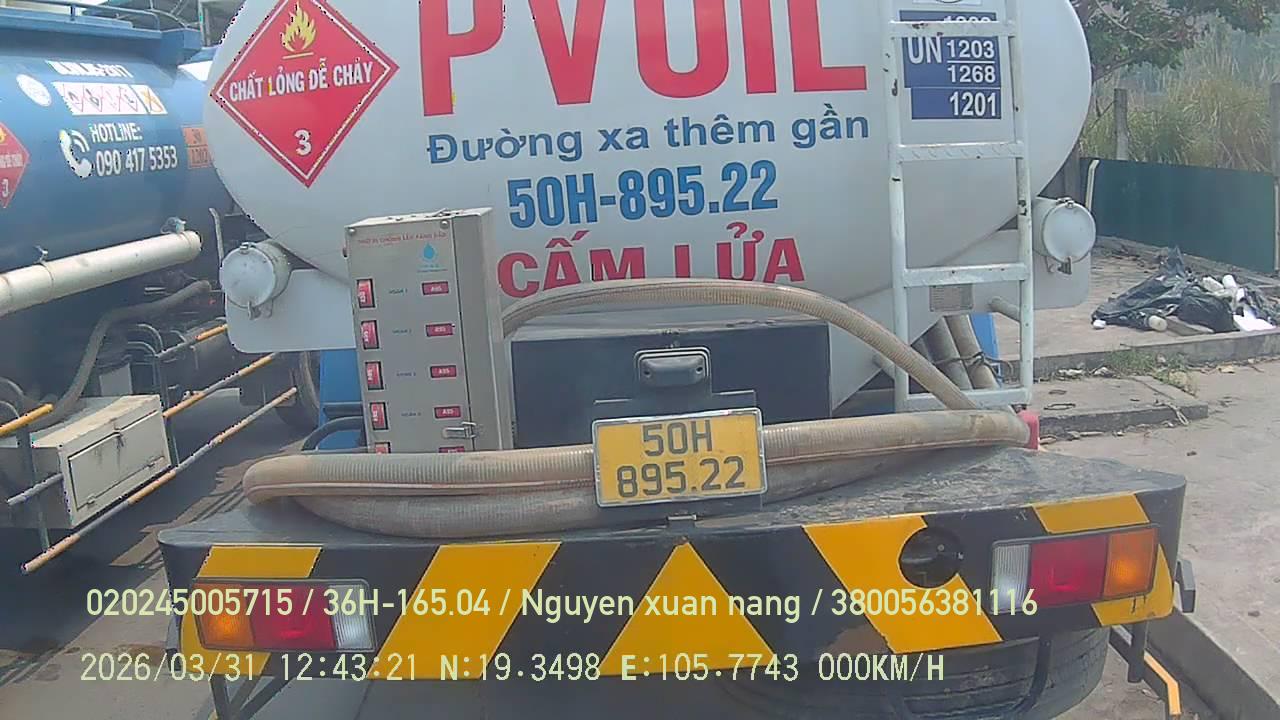 PVOIL
CHẤT LỎNG DỄ CHÁY
3
Đường xa thêm gần
50H-895.22
CẤM LỬA
UN 1203
1268
1201
HOTLINE:
090 417 5353
3
50H
895.22
020245005715 / 36H-165.04 / Nguyen xuan nang / 380056381116
2026/03/31 12:43:21 N:19.3498 E:105.7743 000KM/H